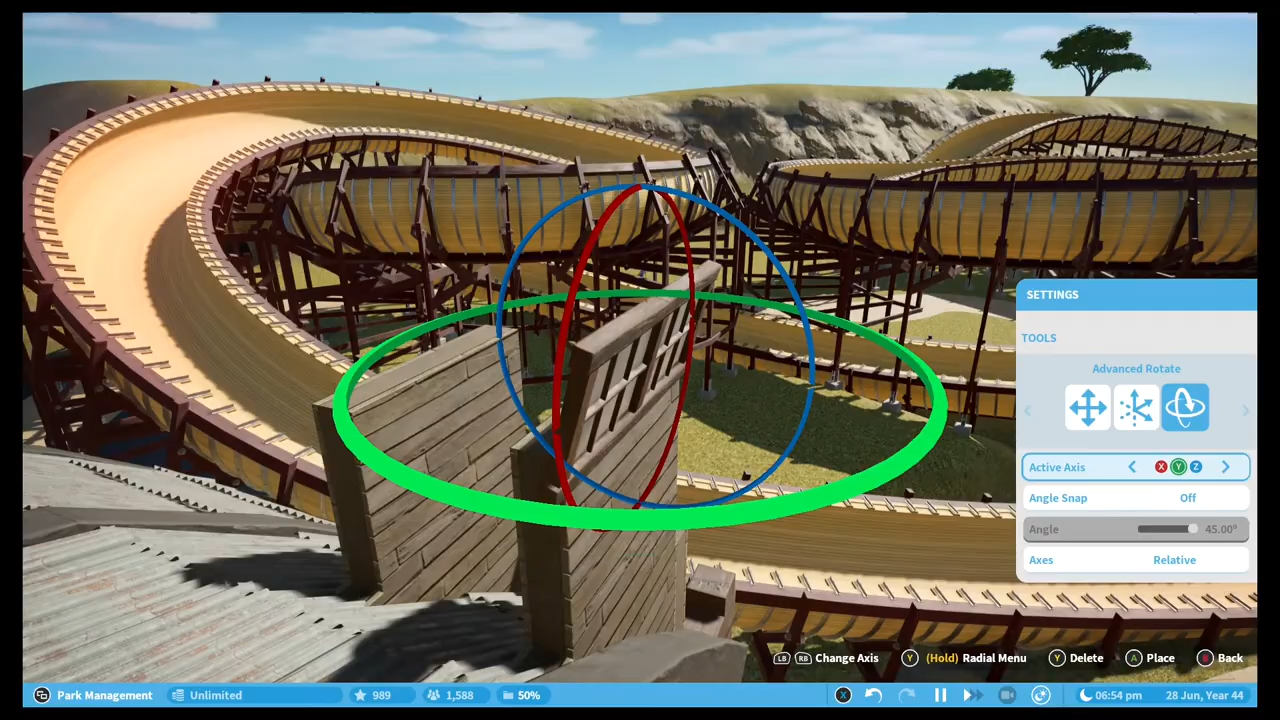 SETTINGS
TOOLS
Advanced Rotate
Active Axis X Y Z
Angle Snap Off
Angle 45.00°
Axes Relative
LB RB Change Axis Y (Hold) Radial Menu Y Delete A Place B Back
Park Management Unlimited 989 1,588 50% X 06:54 pm 28 Jun, Year 44